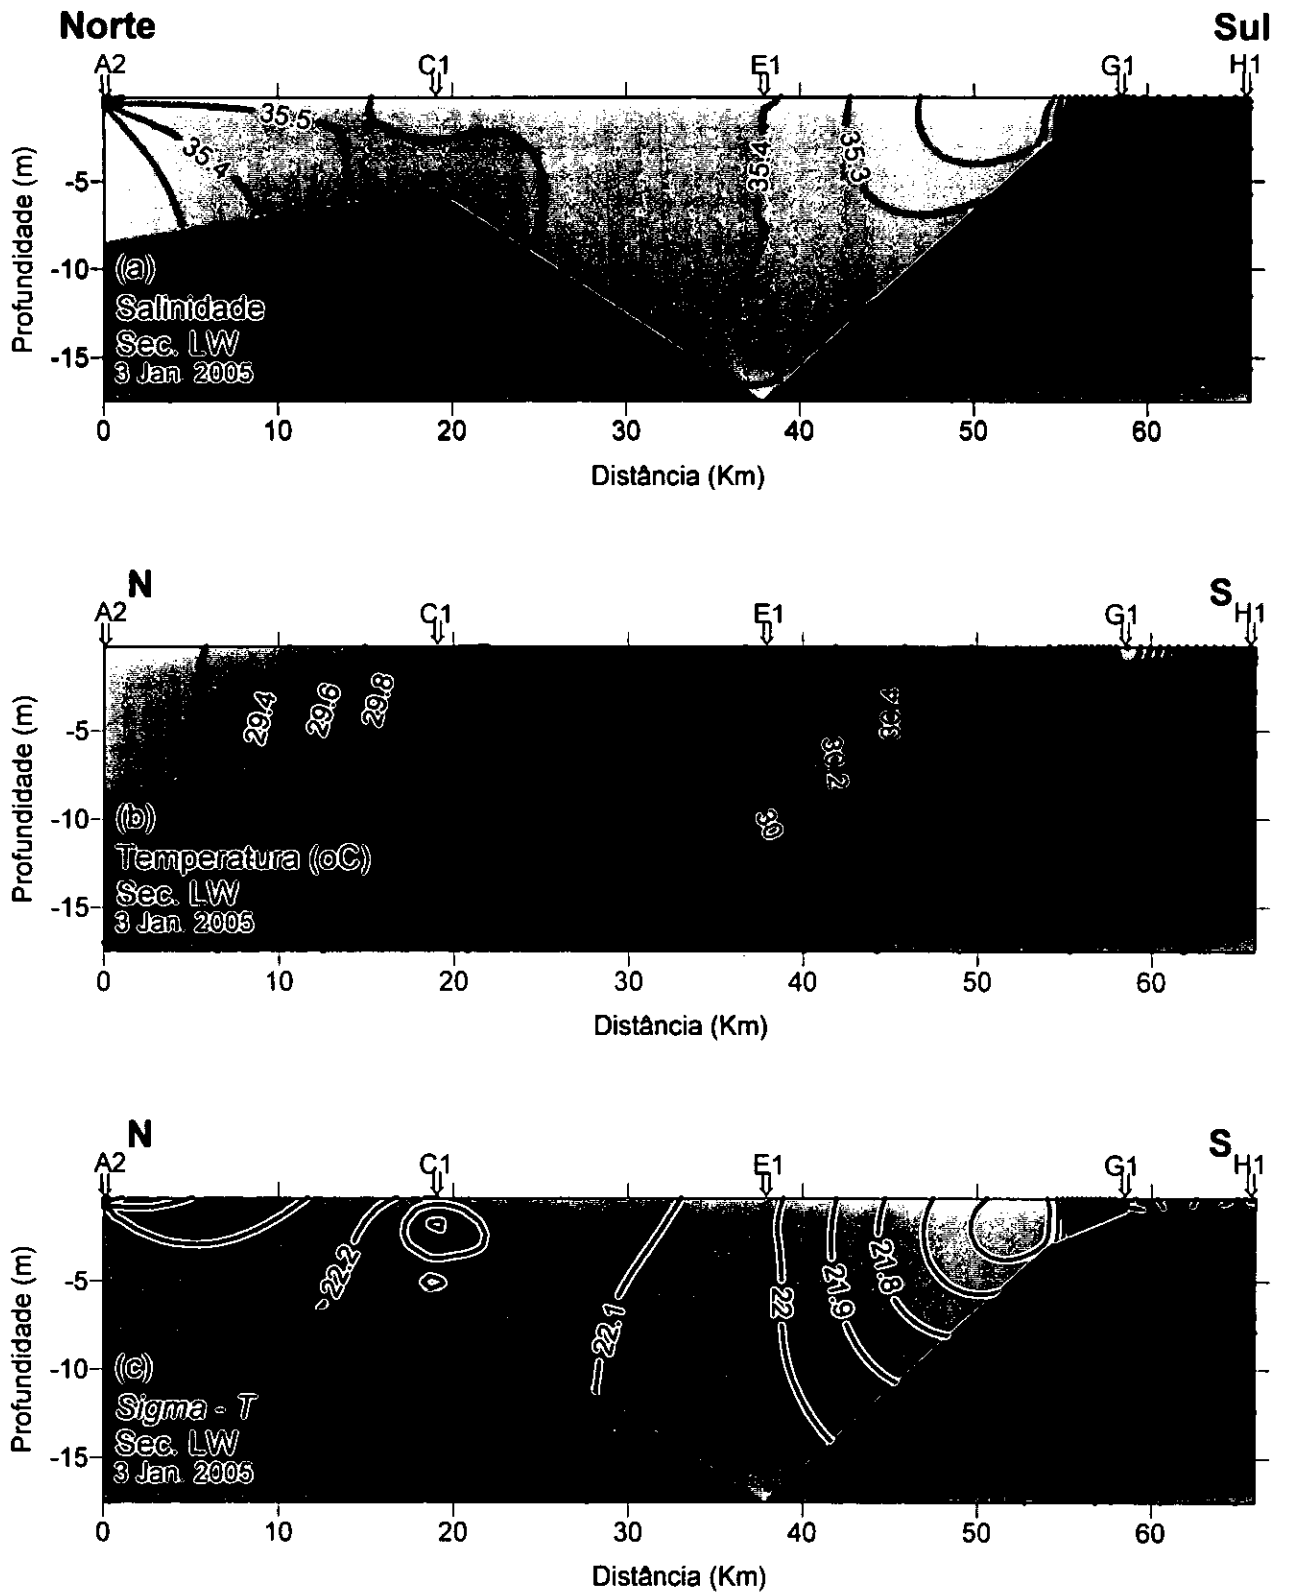 Norte Sul
A2 C1 E1 G1 H1
35.5
35.4
35.4
35.3
-5
-10
-15
Profundidade (m)
(a)
Salinidade
Sec. LW
3 Jan. 2005
0 10 20 30 40 50 60
Distância (Km)
N S
A2 C1 E1 G1 H1
29.4 29.6 29.8
30.4
30.2
30
-5
-10
-15
Profundidade (m)
(b)
Temperatura (oC)
Sec. LW
3 Jan. 2005
0 10 20 30 40 50 60
Distância (Km)
N S
A2 C1 E1 G1 H1
22.2
22.1
22
21.9
21.8
-5
-10
-15
Profundidade (m)
(c)
Sigma - T
Sec. LW
3 Jan. 2005
0 10 20 30 40 50 60
Distância (Km)